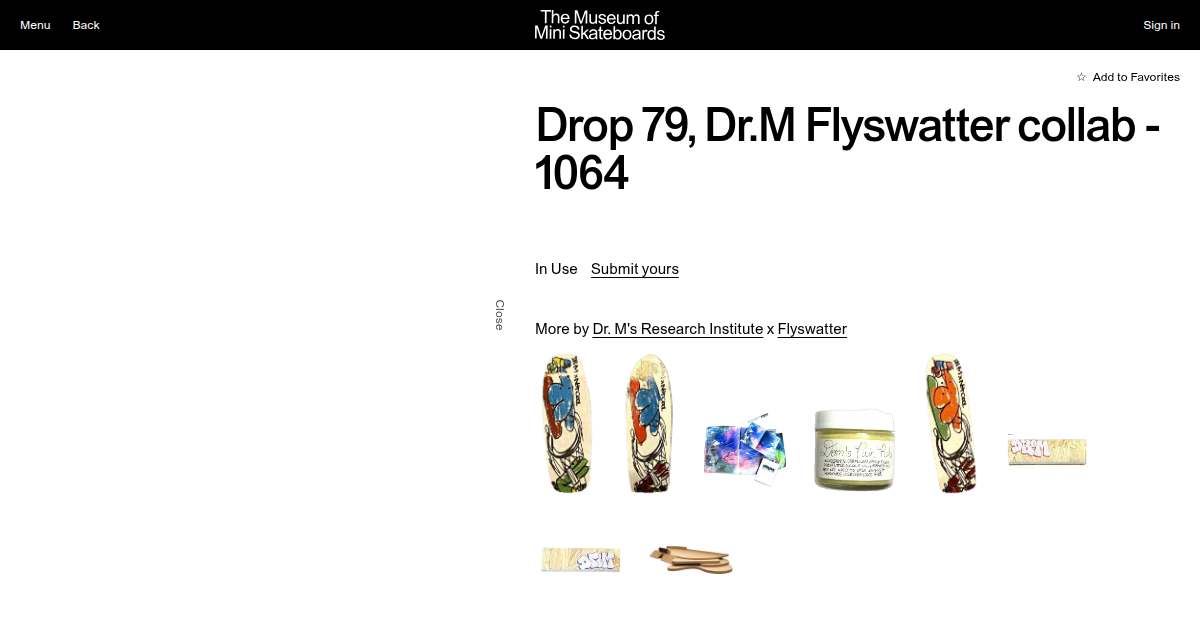 Menu
Back
The Museum of
Mini Skateboards
Sign in
☆ Add to Favorites
Drop 79, Dr.M Flyswatter collab -
1064
In Use
Submit yours
Close
More by Dr. M's Research Institute x Flyswatter